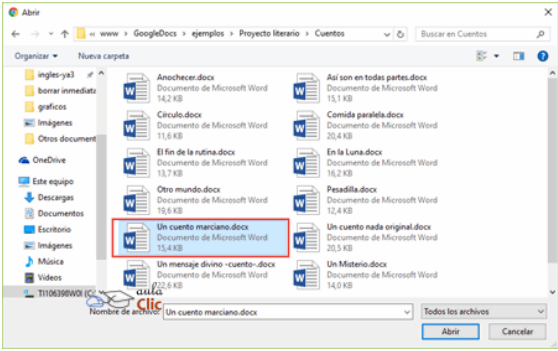 Abrir
« www > GoogleDocs > ejemplos > Proyecto literario > Cuentos
Buscar en Cuentos
Organizar
Nueva carpeta
ingles-ya3
borrar inmediata
graficos
Imágenes
Otros document
OneDrive
Este equipo
Descargas
Documentos
Escritorio
Imágenes
Música
Vídeos
TI106398W0I (C:
Anochecer.docx
Documento de Microsoft Word
14,2 KB
Así son en todas partes.docx
Documento de Microsoft Word
15,1 KB
Círculo.docx
Documento de Microsoft Word
11,6 KB
Comida paralela.docx
Documento de Microsoft Word
20,4 KB
El fin de la rutina.docx
Documento de Microsoft Word
13,7 KB
En la Luna.docx
Documento de Microsoft Word
16,2 KB
Otro mundo.docx
Documento de Microsoft Word
19,6 KB
Pesadilla.docx
Documento de Microsoft Word
12,4 KB
Un cuento marciano.docx
Documento de Microsoft Word
15,4 KB
Un cuento nada original.docx
Documento de Microsoft Word
20,5 KB
Un mensaje divino -cuento-.docx
Documento de Microsoft Word
22,6 KB
Un Misterio.docx
Documento de Microsoft Word
14,0 KB
aula
Clic
Nombre de archivo:
Un cuento marciano.docx
Todos los archivos
Abrir
Cancelar